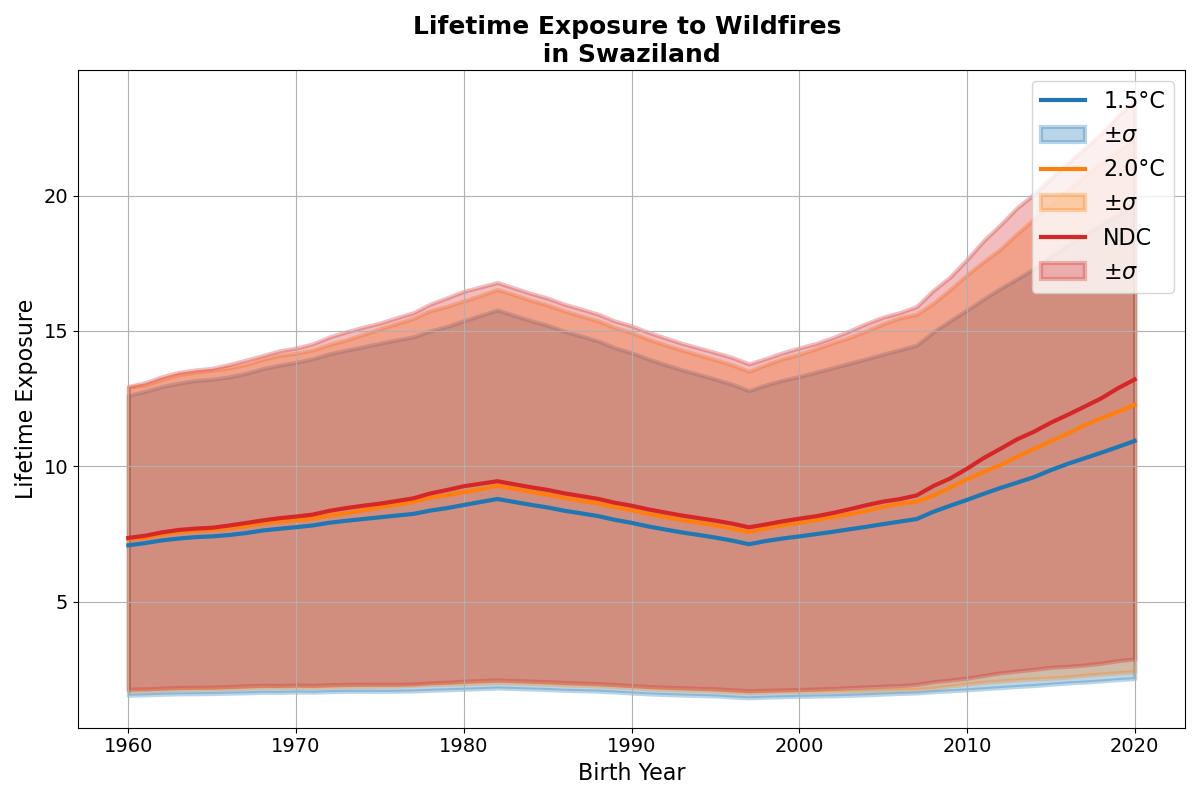 Lifetime Exposure to Wildfires
in Swaziland
1.5°C
±σ
2.0°C
±σ
NDC
±σ
Lifetime Exposure
20
15
10
5
1960
1970
1980
1990
2000
2010
2020
Birth Year